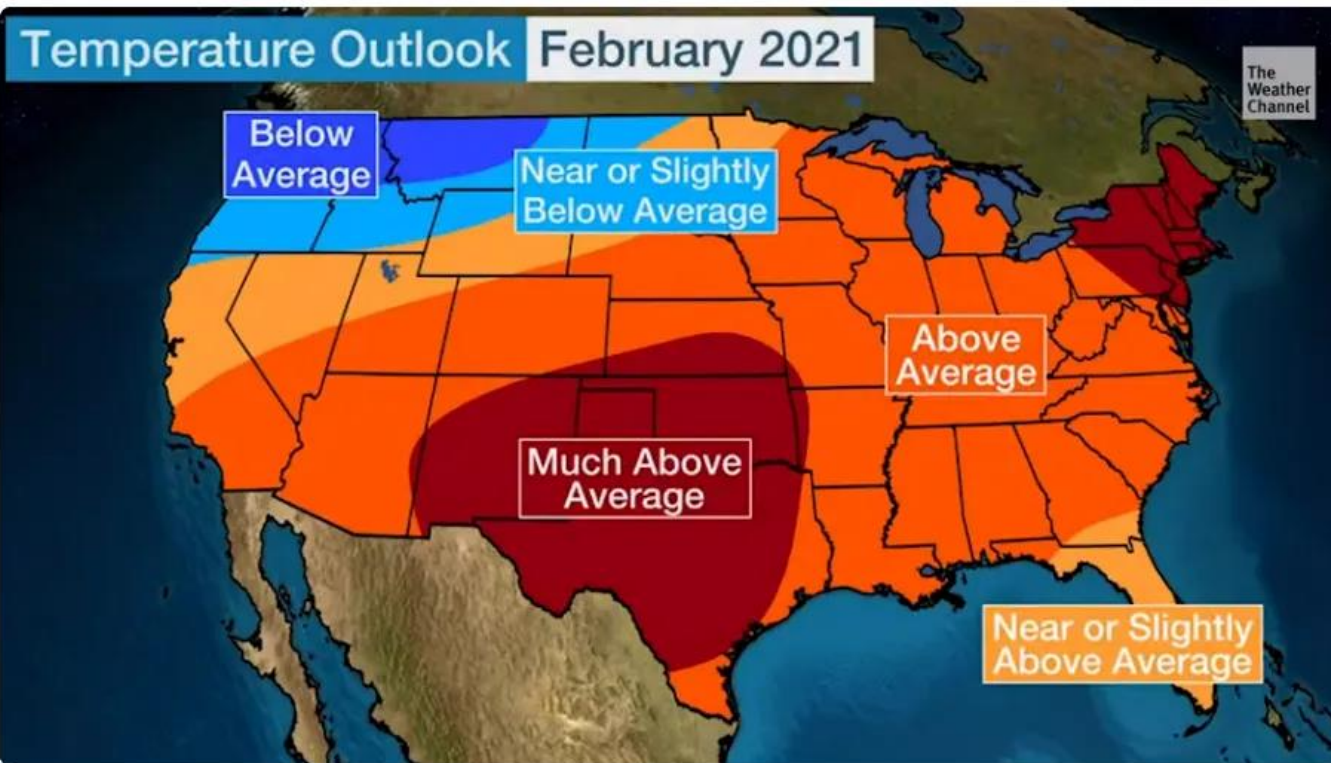 Temperature Outlook February 2021
The
Weather
Channel
Below
Average
Near or Slightly
Below Average
Above
Average
Much Above
Average
Near or Slightly
Above Average